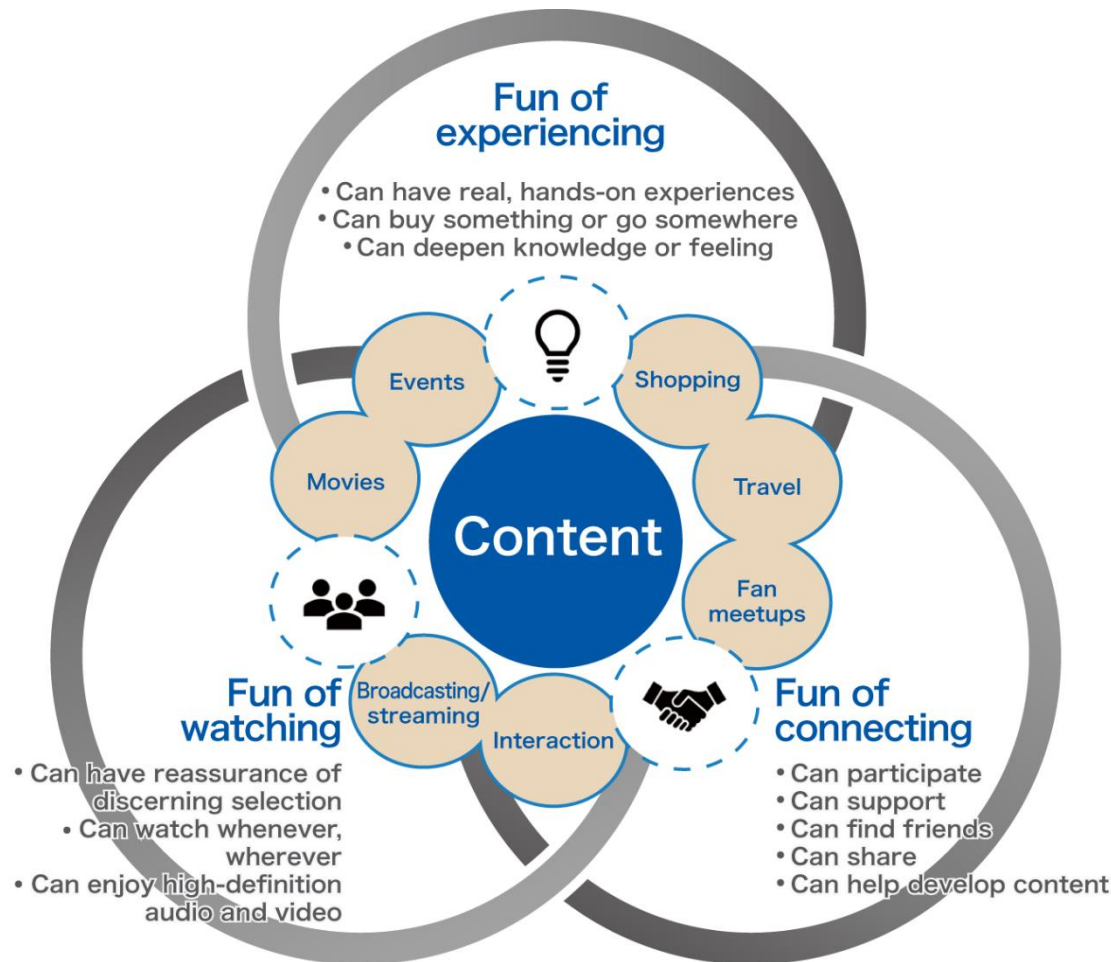 Fun of
experiencing
• Can have real, hands-on experiences
• Can buy something or go somewhere
• Can deepen knowledge or feeling
Events
Shopping
Movies
Travel
Content
Fan
meetups
Broadcasting/
streaming
Interaction
Fun of
watching
• Can have reassurance of
discerning selection
• Can watch whenever,
wherever
• Can enjoy high-definition
audio and video
Fun of
connecting
• Can participate
• Can support
• Can find friends
• Can share
• Can help develop content